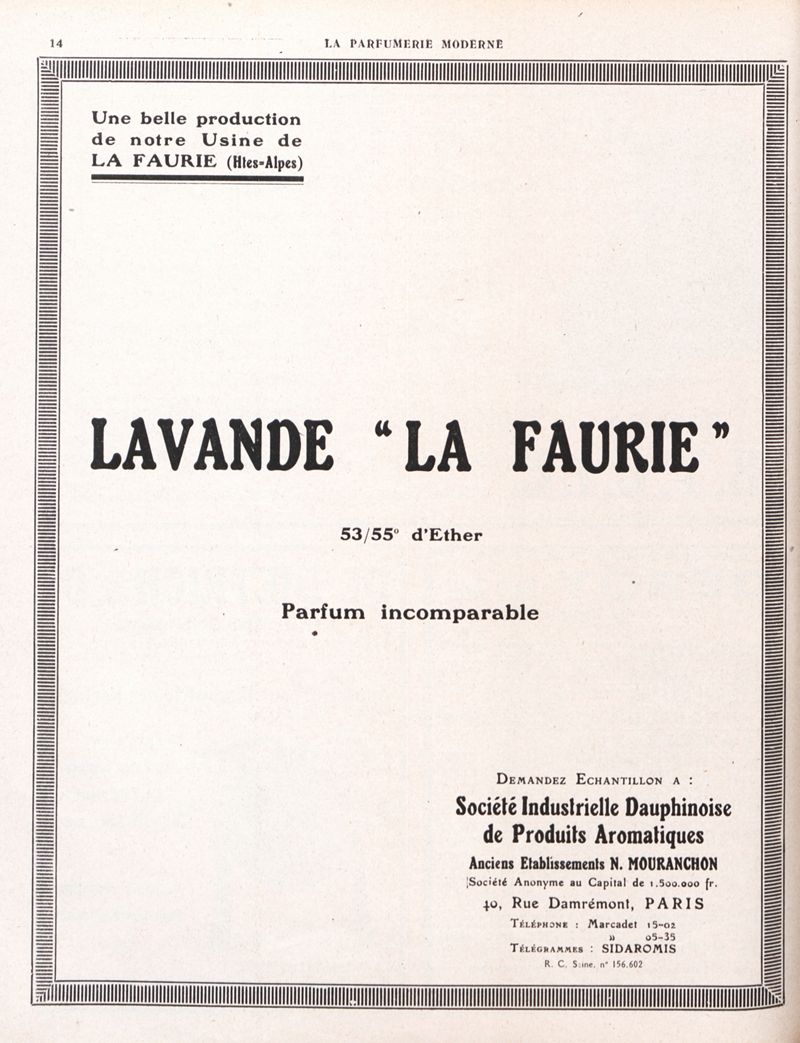 14
LA PARFUMERIE MODERNE
Une belle production
de notre Usine de
LA FAURIE (Htes-Alpes)
LAVANDE “LA FAURIE”
53/55° d'Ether
Parfum incomparable
DEMANDEZ ECHANTILLON A :
Société Industrielle Dauphinoise
de Produits Aromatiques
Anciens Etablissements N. MOURANCHON
Société Anonyme au Capital de 1.500.000 fr.
40, Rue Damrémont, PARIS
TÉLÉPHONE : Marcadet 15-02
» 05-35
TÉLÉGRAMMES : SIDAROMIS
R. C. Seine, n° 156.602